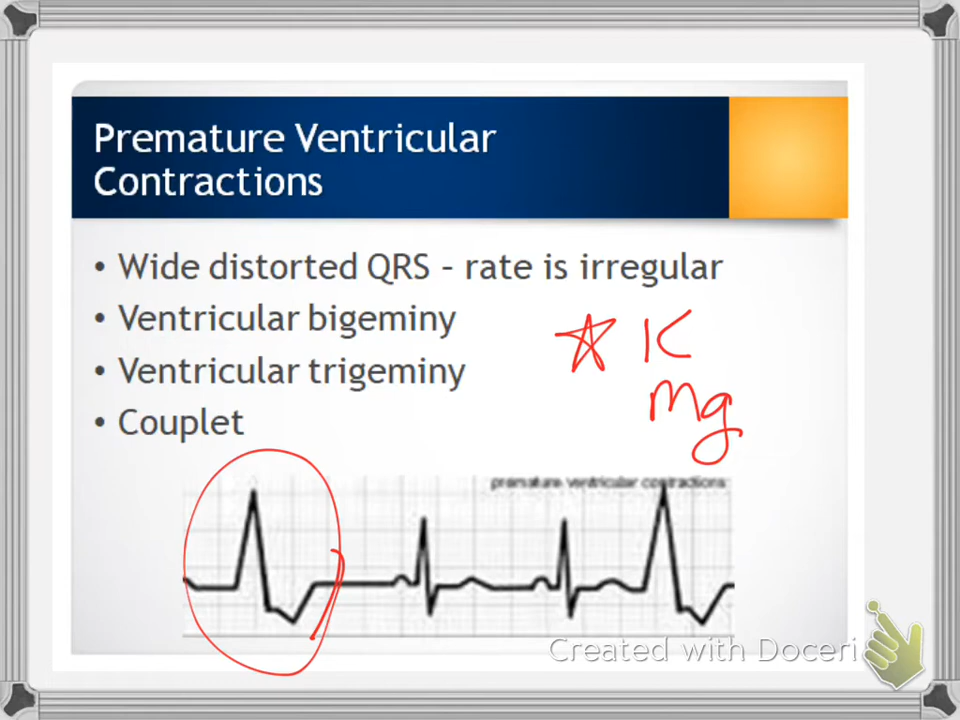 Premature Ventricular
Contractions
• Wide distorted QRS – rate is irregular
• Ventricular bigeminy
• Ventricular trigeminy
• Couplet
K
Mg
premature ventricular contractions
Created with Doceri